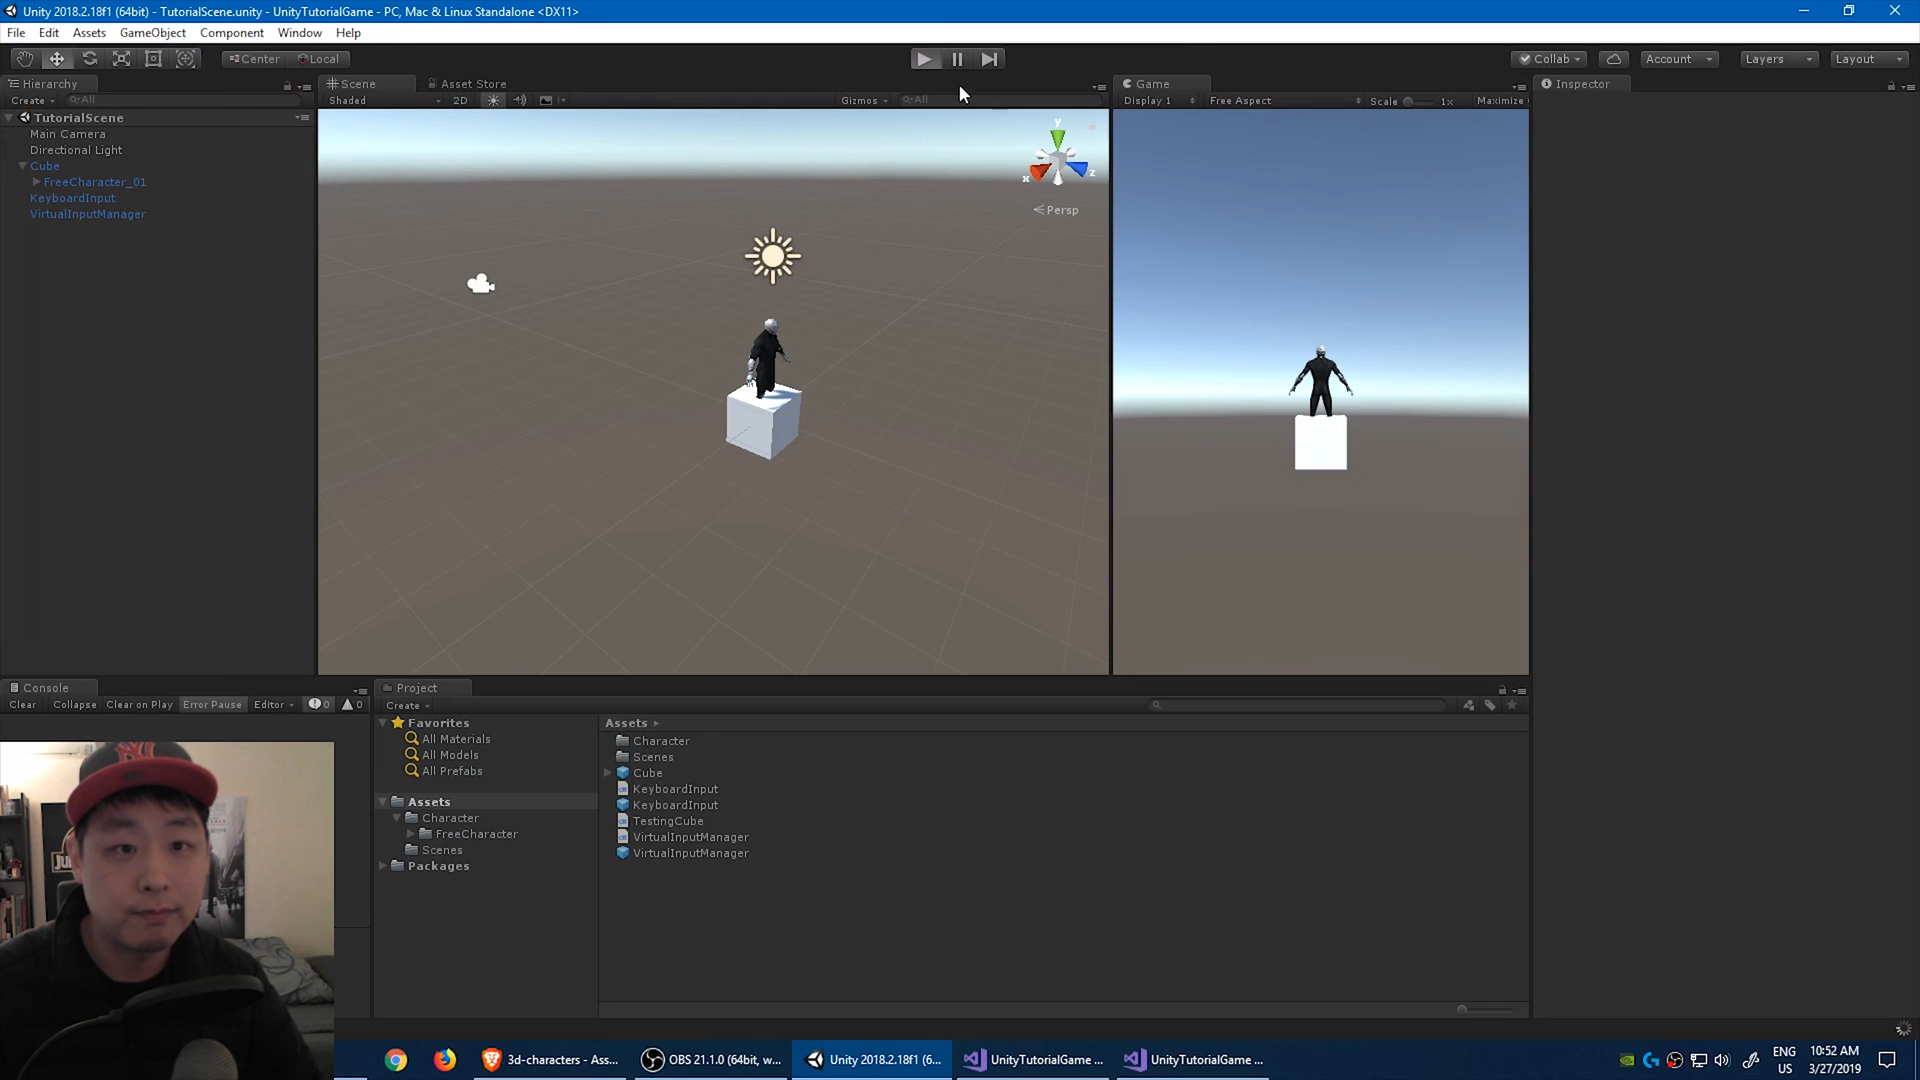 Unity 2018.2.18f1 (64bit) - TutorialScene.unity - UnityTutorialGame - PC, Mac & Linux Standalone <DX11>
File Edit Assets GameObject Component Window Help
Center Local Collab Account Layers Layout
Hierarchy
Create All
TutorialScene
Main Camera
Directional Light
Cube
FreeCharacter_01
KeyboardInput
VirtualInputManager
Scene Asset Store
Shaded 2D Gizmos All
y
x
z
Persp
Game
Display 1 Free Aspect Scale 1x Maximize
Inspector
Console
Clear Collapse Clear on Play Error Pause Editor 0 0
Project
Create
Favorites
All Materials
All Models
All Prefabs
Assets
Character
FreeCharacter
Scenes
Packages
Assets
Character
Scenes
Cube
KeyboardInput
KeyboardInput
TestingCube
VirtualInputManager
VirtualInputManager
3d-characters - Ass...
OBS 21.1.0 (64bit, w...
Unity 2018.2.18f1 (6...
UnityTutorialGame ...
UnityTutorialGame ...
ENG
US
10:52 AM
3/27/2019